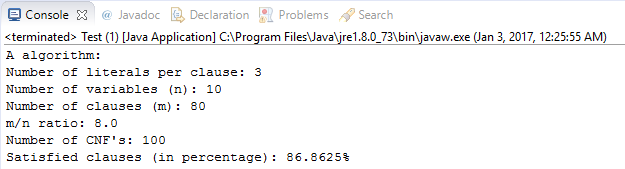 Console @ Javadoc Declaration Problems Search
<terminated> Test (1) [Java Application] C:\Program Files\Java\jre1.8.0_73\bin\javaw.exe (Jan 3, 2017, 12:25:55 AM)
A algorithm:
Number of literals per clause: 3
Number of variables (n): 10
Number of clauses (m): 80
m/n ratio: 8.0
Number of CNF's: 100
Satisfied clauses (in percentage): 86.8625%